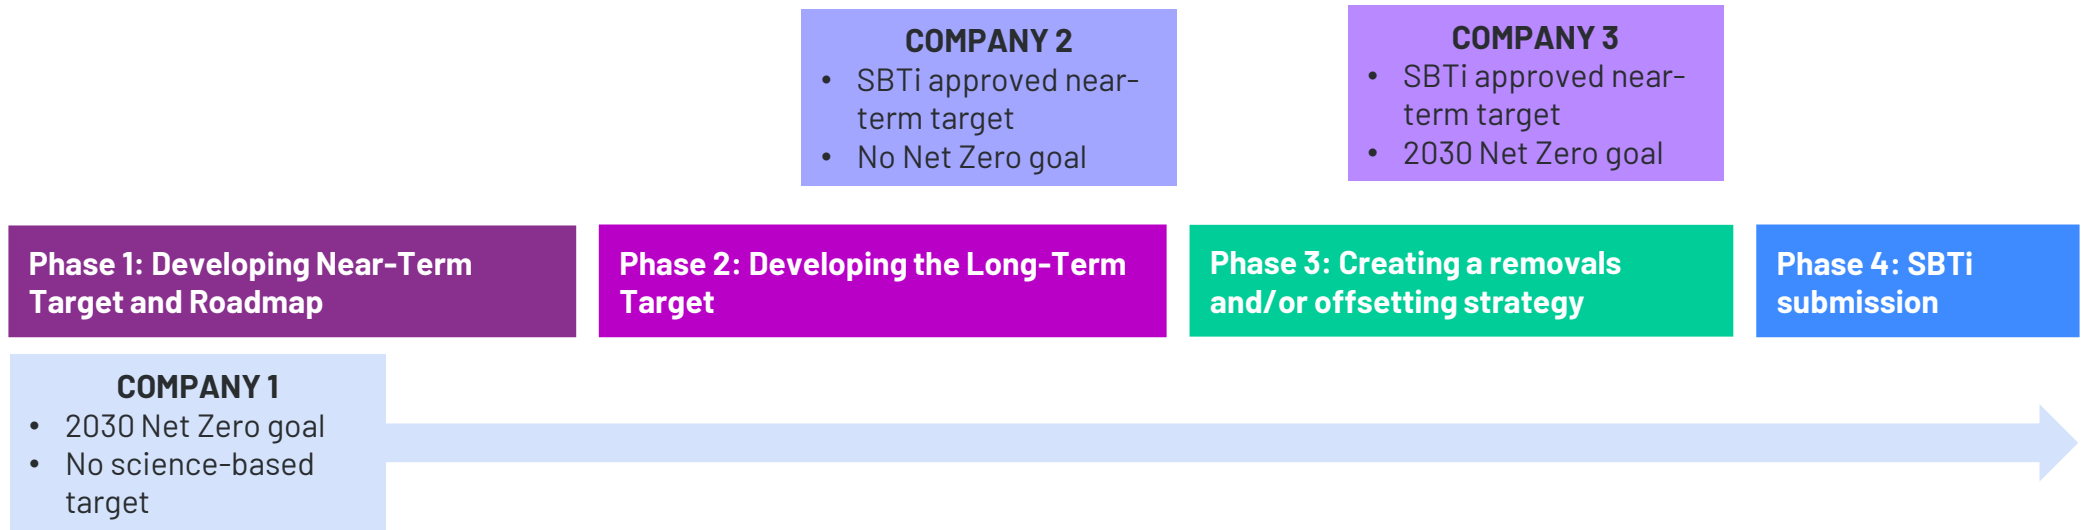 COMPANY 2
• SBTi approved near-
term target
• No Net Zero goal
COMPANY 3
• SBTi approved near-
term target
• 2030 Net Zero goal
Phase 1: Developing Near-Term
Target and Roadmap
Phase 2: Developing the Long-Term
Target
Phase 3: Creating a removals
and/or offsetting strategy
Phase 4: SBTi
submission
COMPANY 1
• 2030 Net Zero goal
• No science-based
target